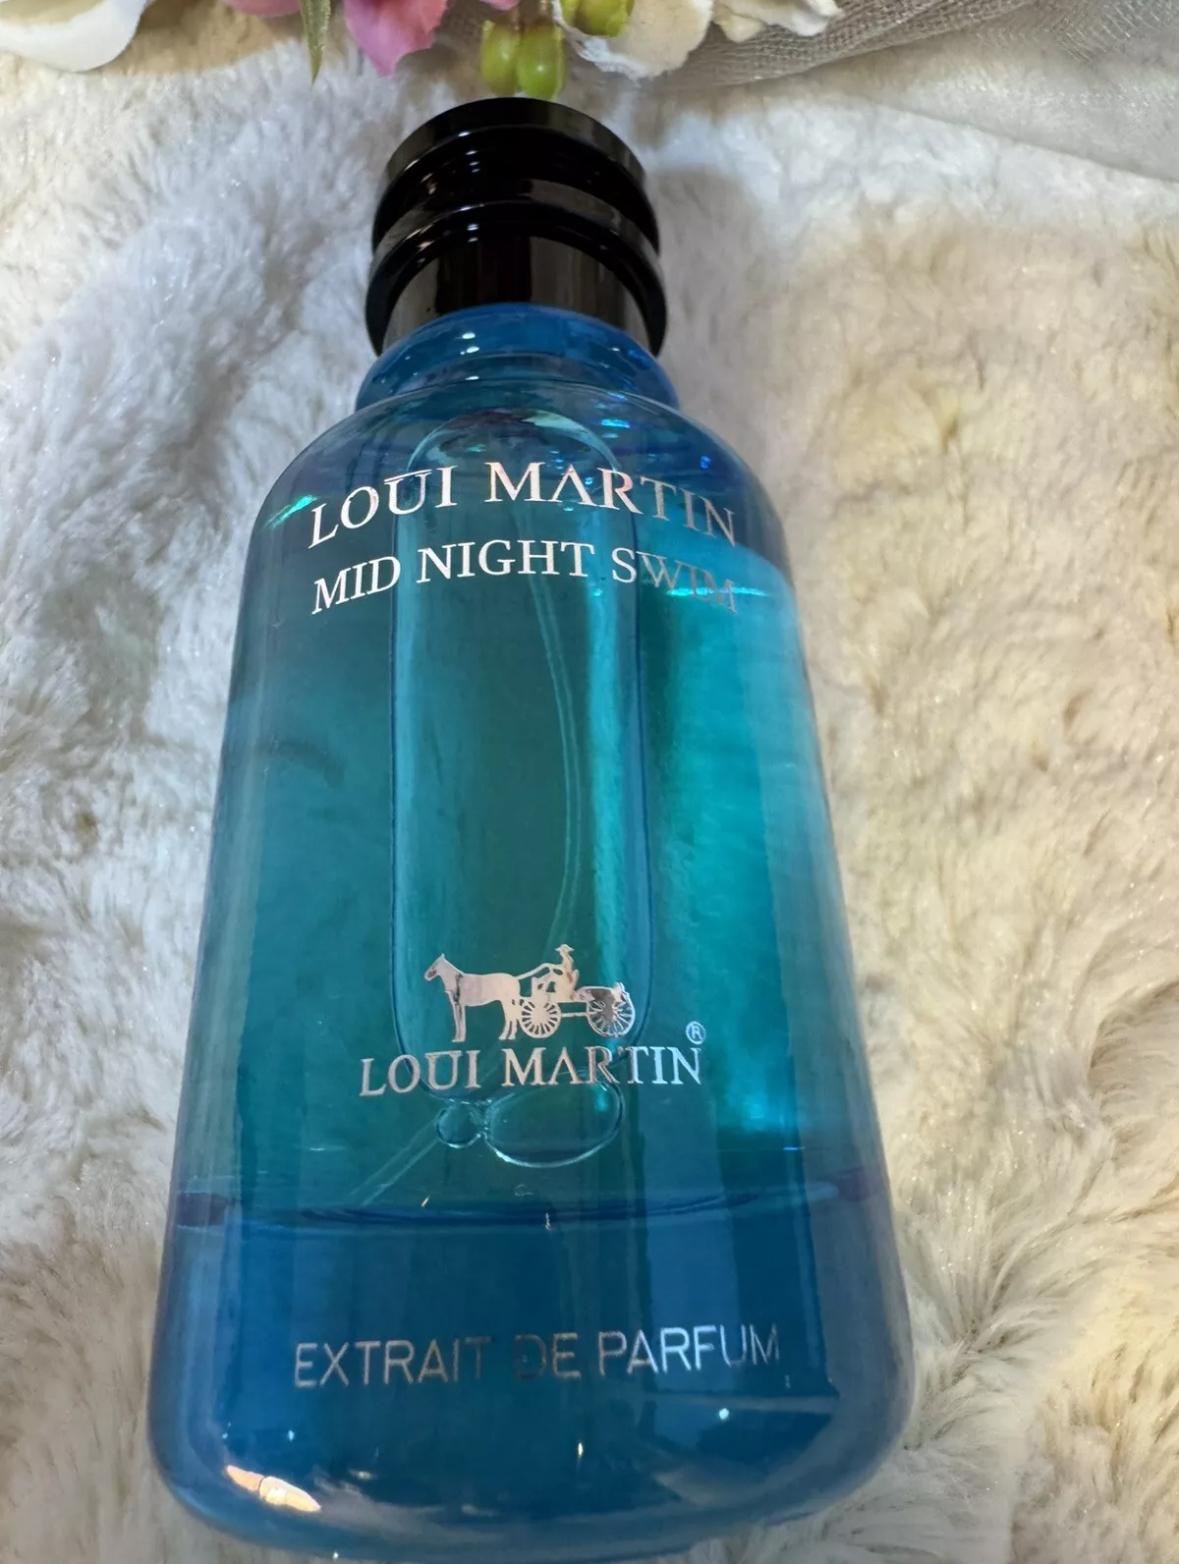 LOUI MARTIN
MID NIGHT SWIM
LOUI MARTIN®
EXTRAIT DE PARFUM